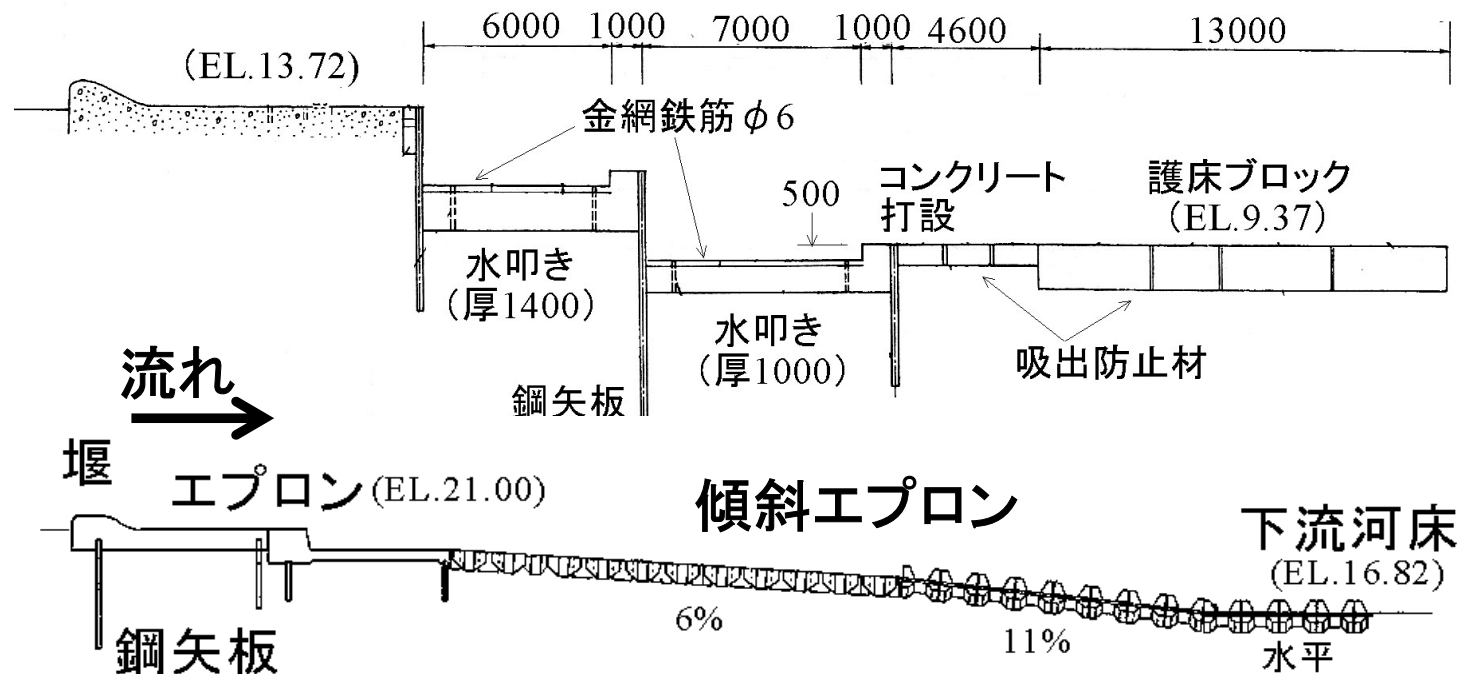 6000 1000 7000 1000 4600 13000
(EL.13.72)
金網鉄筋φ6
500
コンクリート
打設
護床ブロック
(EL.9.37)
水叩き
(厚1400)
水叩き
(厚1000)
吸出防止材
鋼矢板
流れ
堰
エプロン(EL.21.00)
傾斜エプロン
下流河床
(EL.16.82)
6%
11%
水平
鋼矢板